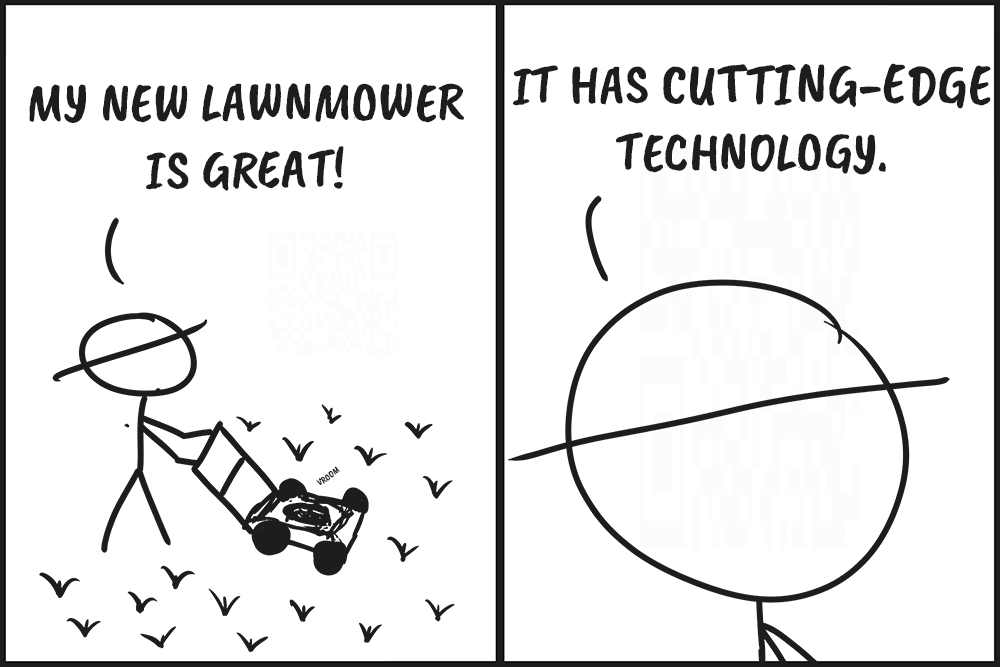 MY NEW LAWNMOWER
IS GREAT!
VROOM
IT HAS CUTTING-EDGE
TECHNOLOGY.